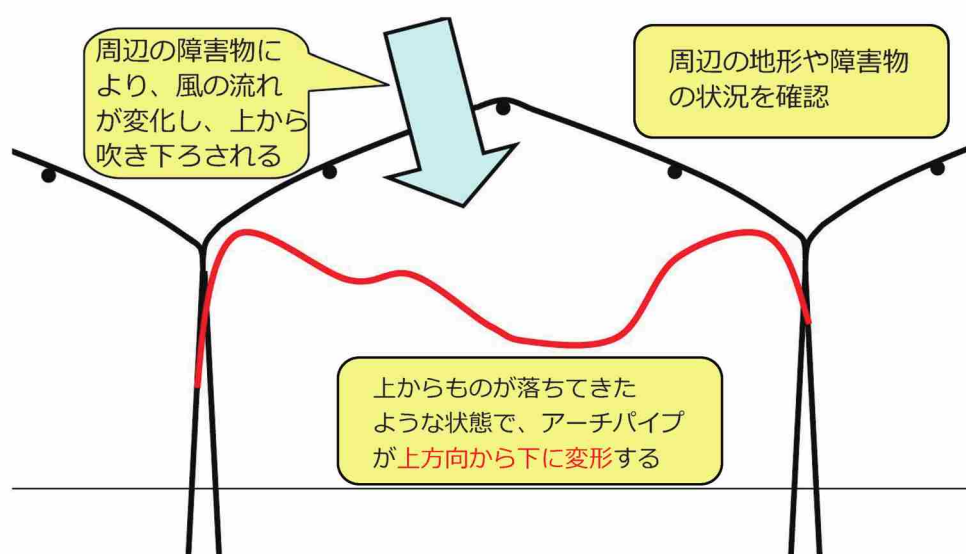 周辺の障害物に
より、風の流れ
が変化し、上から
吹き下ろされる
周辺の地形や障害物
の状況を確認
上からものが落ちてきた
ような状態で、アーチパイプ
が上方向から下に変形する